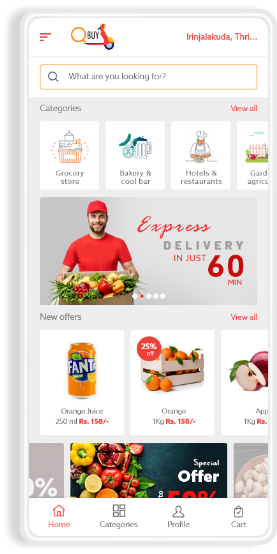 QBUY
Irinjalakuda, Thri...
What are you looking for?
Categories
View all
Grocery
store
Bakery &
cool bar
Hotels &
restaurants
Gard
agricu
Express
DELIVERY
IN JUST 60
MIN
New offers
View all
FANTA
25%
off
Orange Juice
250 ml Rs. 158/-
Orange
1Kg Rs. 158/-
App
1Kg Rs.
0%
Special
Offer
to 50%
Home
Categories
Profile
Cart